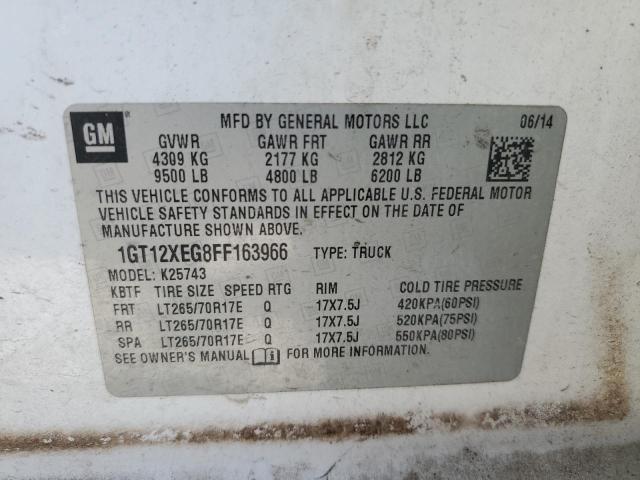 GM
MFD BY GENERAL MOTORS LLC 06/14
GVWR GAWR FRT GAWR RR
4309 KG 2177 KG 2812 KG
9500 LB 4800 LB 6200 LB
THIS VEHICLE CONFORMS TO ALL APPLICABLE U.S. FEDERAL MOTOR
VEHICLE SAFETY STANDARDS IN EFFECT ON THE DATE OF
MANUFACTURE SHOWN ABOVE.
1GT12XEG8FF163966 TYPE: TRUCK
MODEL: K25743
KBTF TIRE SIZE SPEED RTG RIM COLD TIRE PRESSURE
FRT LT265/70R17E Q 17X7.5J 420KPA(60PSI)
RR LT265/70R17E Q 17X7.5J 520KPA(75PSI)
SPA LT265/70R17E Q 17X7.5J 550KPA(80PSI)
SEE OWNER'S MANUAL FOR MORE INFORMATION.